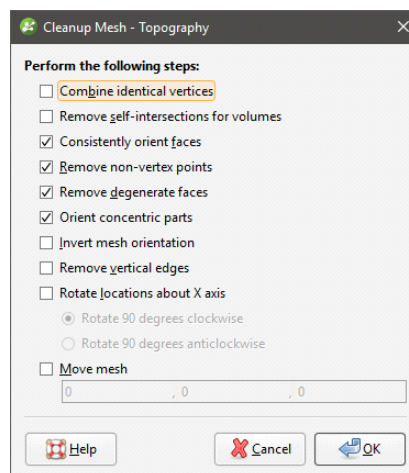 Cleanup Mesh - Topography
Perform the following steps:
Combine identical vertices
Remove self-intersections for volumes
Consistently orient faces
Remove non-vertex points
Remove degenerate faces
Orient concentric parts
Invert mesh orientation
Remove vertical edges
Rotate locations about X axis
Rotate 90 degrees clockwise
Rotate 90 degrees anticlockwise
Move mesh
0 , 0 , 0
Help Cancel OK